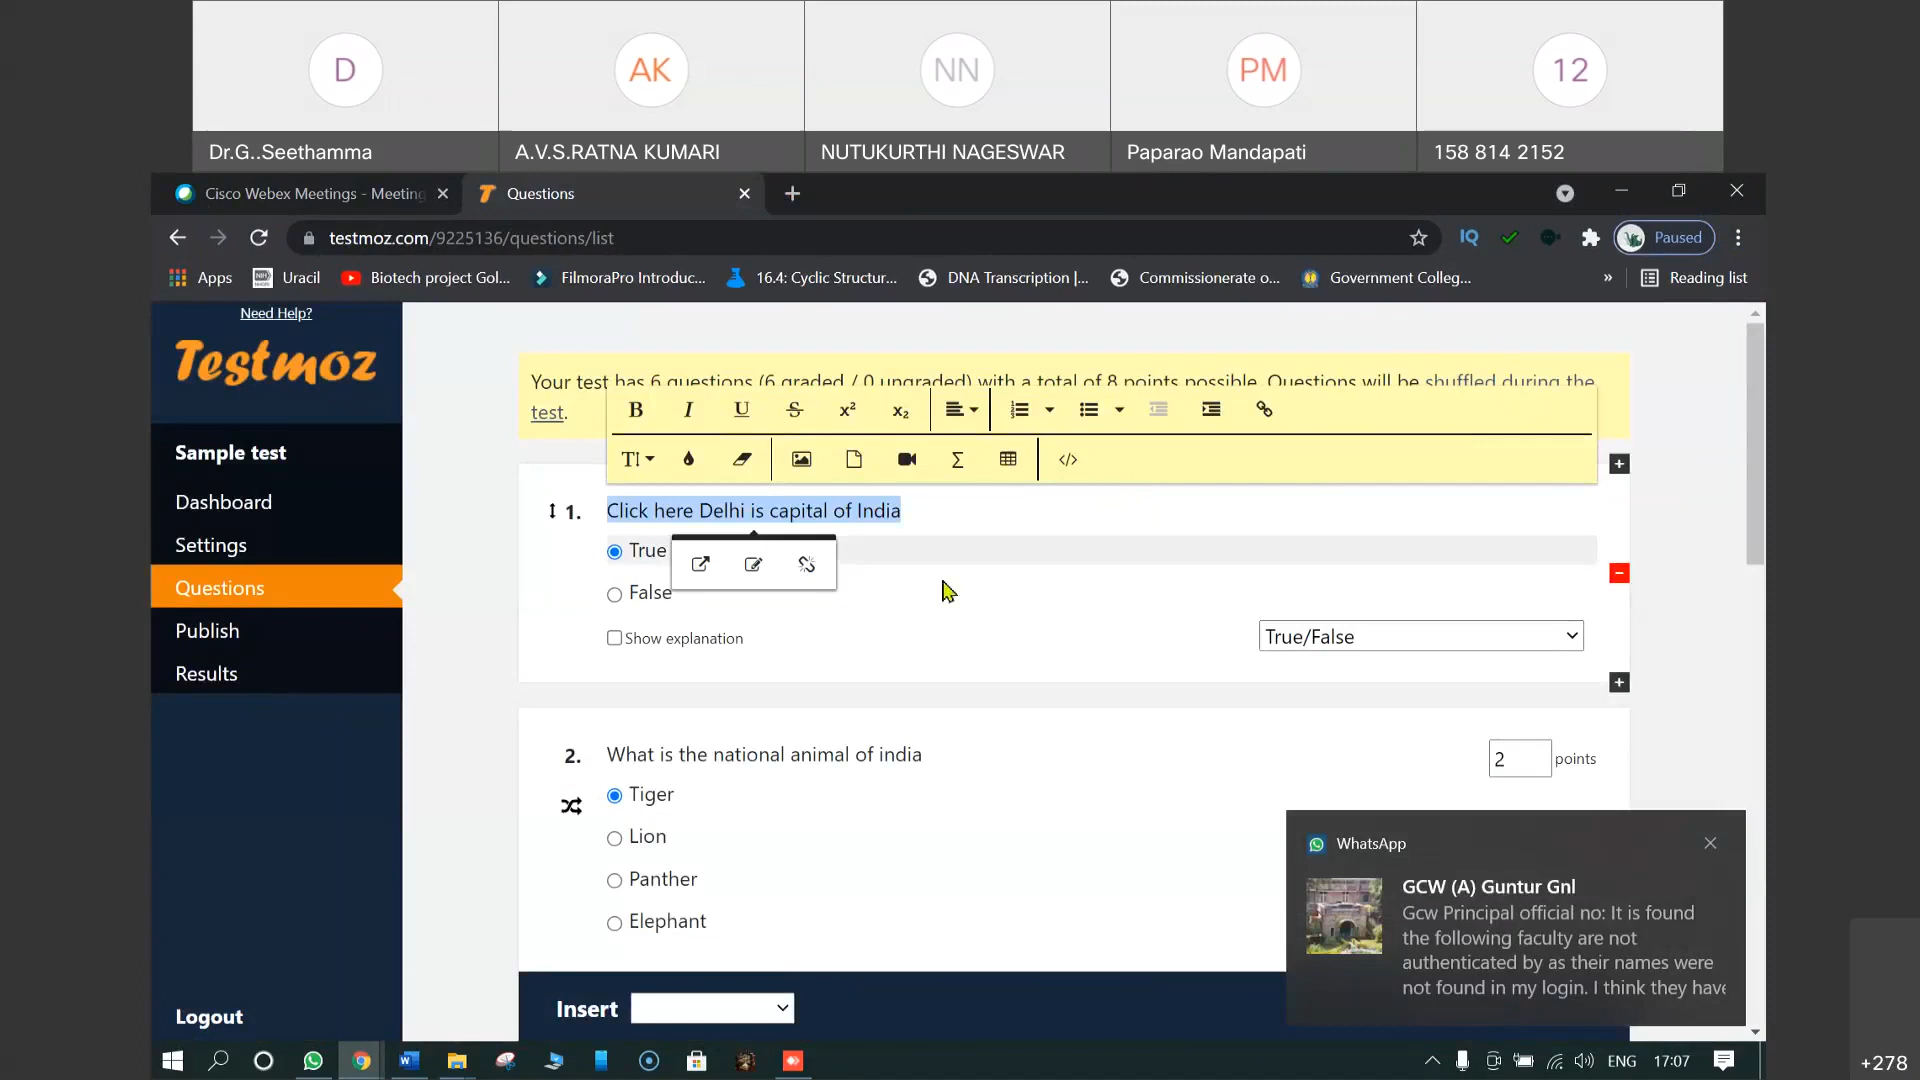 D
AK
NN
PM
12
Dr.G..Seethamma
A.V.S.RATNA KUMARI
NUTUKURTHI NAGESWAR
Paparao Mandapati
158 814 2152
Cisco Webex Meetings - Meeting
Questions
testmoz.com/9225136/questions/list
IQ
Paused
Apps
Uracil
Biotech project Gol...
FilmoraPro Introduc...
16.4: Cyclic Structur...
DNA Transcription |...
Commissionerate o...
Government Colleg...
»
Reading list
Need Help?
Testmoz
Sample test
Dashboard
Settings
Questions
Publish
Results
Logout
Your test has 6 questions (6 graded / 0 ungraded) with a total of 8 points possible. Questions will be shuffled during the
test.
B I U S x² x₂
1. Click here Delhi is capital of India
True
False
Show explanation
True/False
2. What is the national animal of india
2 points
Tiger
Lion
Panther
Elephant
Insert
WhatsApp
GCW (A) Guntur Gnl
Gcw Principal official no: It is found
the following faculty are not
authenticated by as their names were
not found in my login. I think they have
ENG
17:07
+278